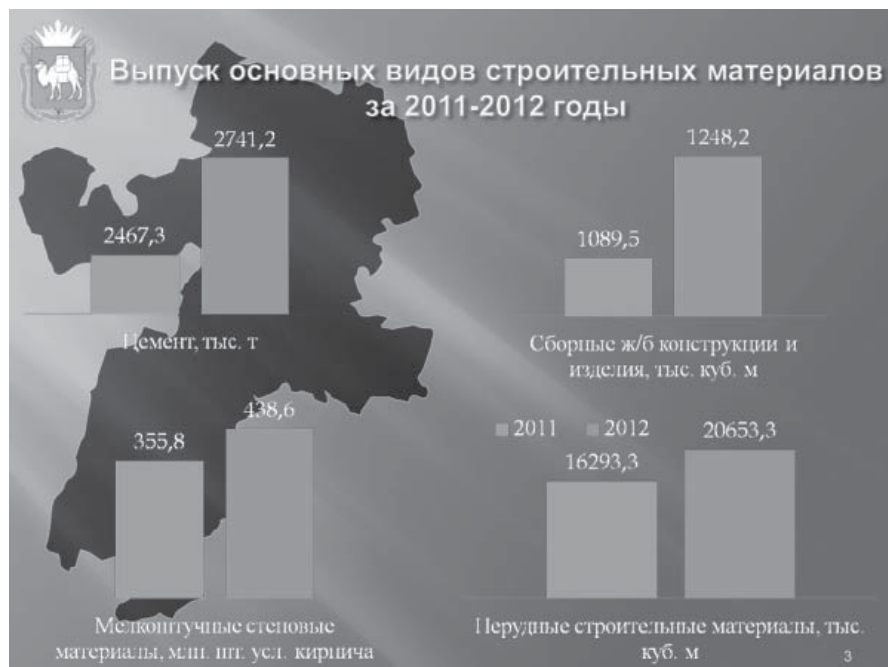 Выпуск основных видов строительных материалов
за 2011-2012 годы
2741,2
2467,3
Цемент, тыс. т
1248,2
1089,5
Сборные ж/б конструкции и
изделия, тыс. куб. м
438,6
355,8
Мелкоштучные стеновые
материалы, млн. шт. усл. кирпича
2011 2012
20653,3
16293,3
Нерудные строительные материалы, тыс.
куб. м
3